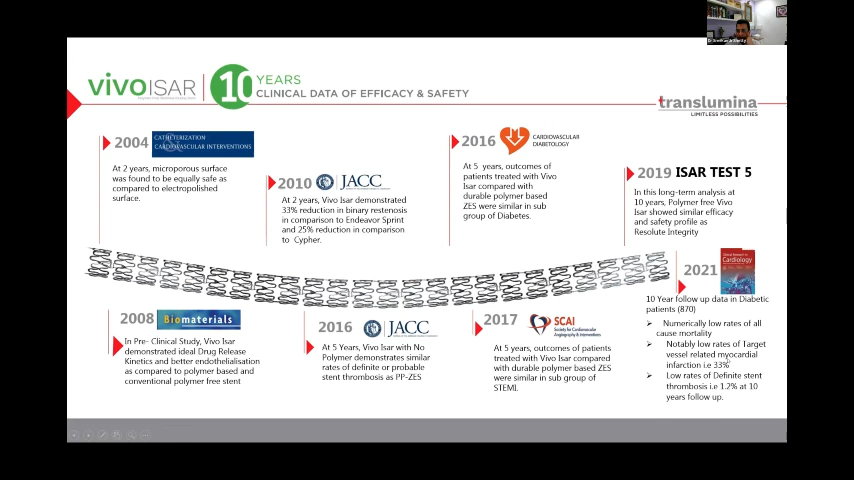 vivo ISAR
10 YEARS
CLINICAL DATA OF EFFICACY & SAFETY
translumina
LIMITLESS POSSIBILITIES
2004
CATHETERIZATION
CARDIOVASCULAR INTERVENTIONS
At 2 years, microporous surface
was found to be equally safe as
compared to electropolished
surface.
2010 JACC
At 2 years, Vivo Isar demonstrated
33% reduction in binary restenosis
in comparison to Endeavor Sprint
and 25% reduction in comparison
to Cypher.
2016
CARDIOVASCULAR
DIABETOLOGY
At 5 years, outcomes of
patients treated with Vivo
Isar compared with
durable polymer based
ZES were similar in sub
group of Diabetes.
2019 ISAR TEST 5
In this long-term analysis at
10 years, Polymer free Vivo
Isar showed similar efficacy
and safety profile as
Resolute Integrity
2008 Biomaterials
In Pre- Clinical Study, Vivo Isar
demonstrated ideal Drug Release
Kinetics and better endothelialisation
as compared to polymer based and
conventional polymer free stent
2016 JACC
At 5 Years, Vivo Isar with No
Polymer demonstrates similar
rates of definite or probable
stent thrombosis as PP-ZES
2017 SCAI
Society for Cardiovascular
Angiography & Interventions
At 5 years, outcomes of patients
treated with Vivo Isar compared
with durable polymer based ZES
were similar in sub group of
STEMI.
2021
Cardiology
10 Year follow up data in Diabetic
patients (870)
➢ Numerically low rates of all
cause mortality
➢ Notably low rates of Target
vessel related myocardial
infarction i.e 33%
➢ Low rates of Definite stent
thrombosis i.e 1.2% at 10
years follow up.